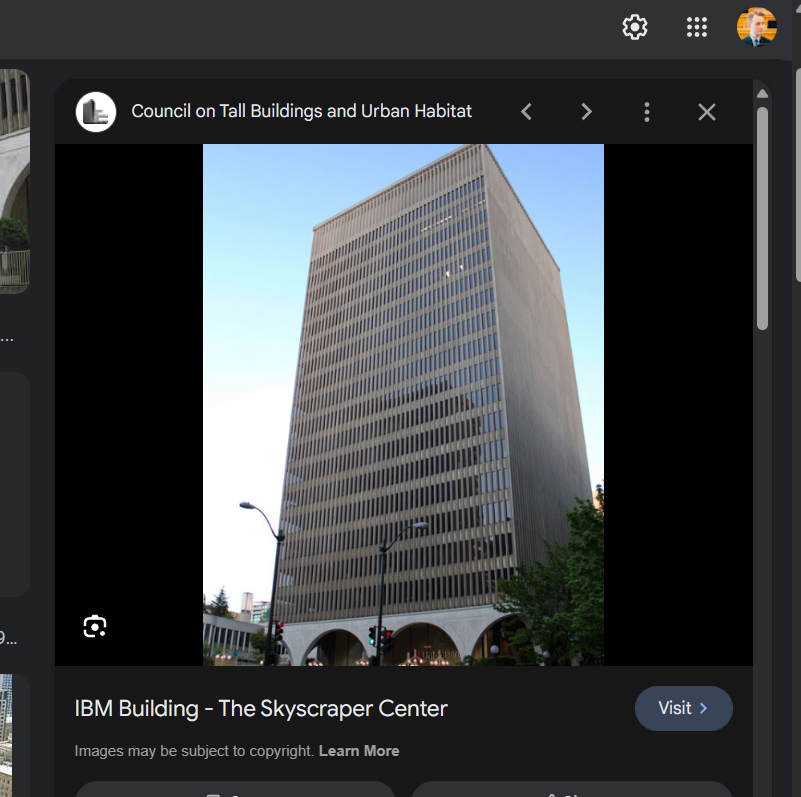 Council on Tall Buildings and Urban Habitat
...
9...
IBM Building - The Skyscraper Center
Visit
Images may be subject to copyright. Learn More